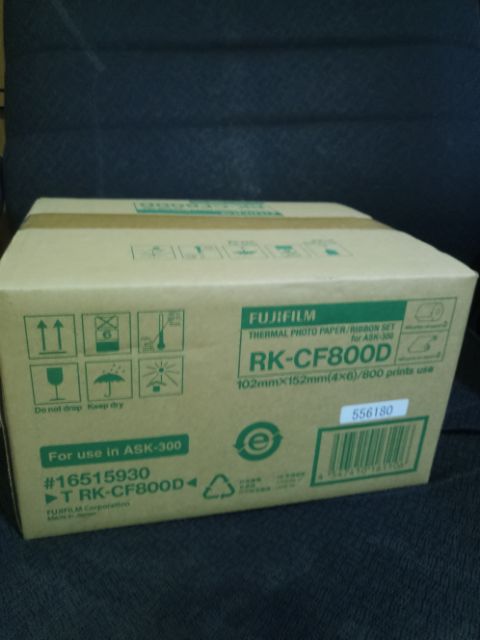 FUJIFILM
THERMAL PHOTO PAPER/RIBBON SET
for ASK-300
RK-CF800D
102mm×152mm(4×6)/800 prints use
6
Do not drop Keep dry
556180
For use in ASK-300
#16515930
►T RK-CF800D◄
FUJIFILM Corporation
Made in Japan
e